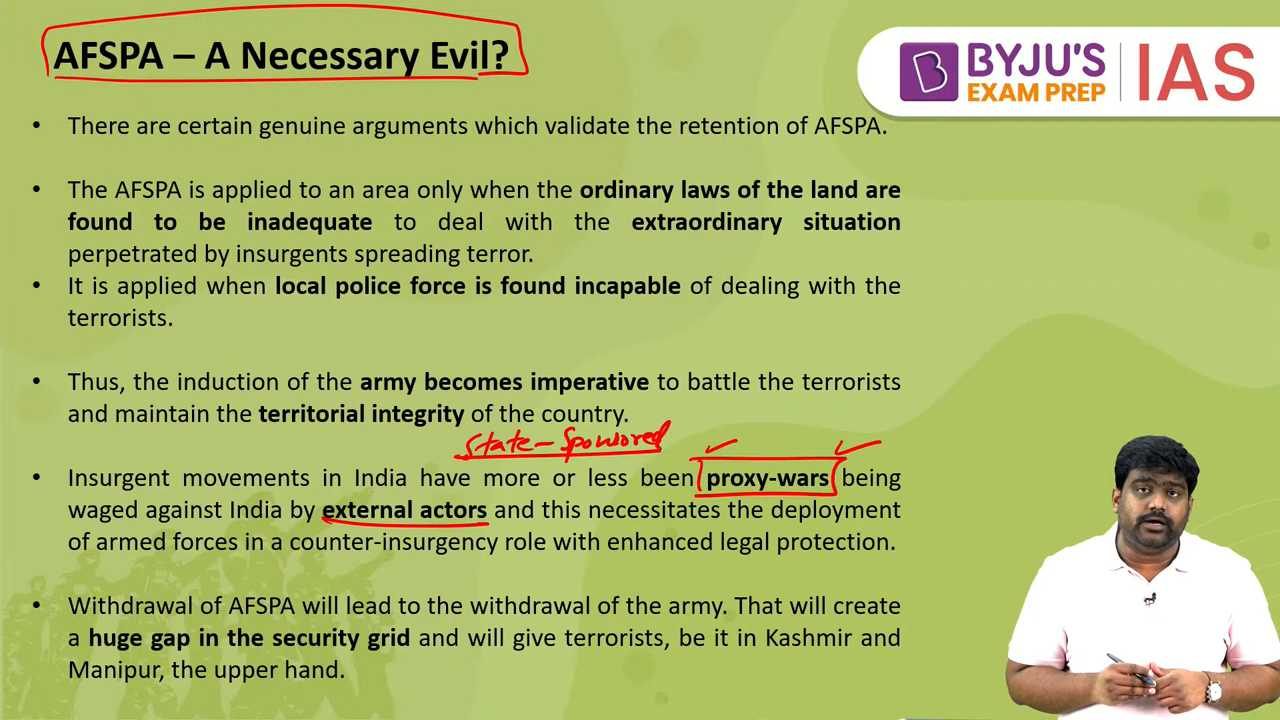 AFSPA – A Necessary Evil?
BYJU'S
EXAM PREP
IAS
• There are certain genuine arguments which validate the retention of AFSPA.
• The AFSPA is applied to an area only when the ordinary laws of the land are
found to be inadequate to deal with the extraordinary situation
perpetrated by insurgents spreading terror.
• It is applied when local police force is found incapable of dealing with the
terrorists.
• Thus, the induction of the army becomes imperative to battle the terrorists
and maintain the territorial integrity of the country.
State-Sponsored
• Insurgent movements in India have more or less been proxy-wars being
waged against India by external actors and this necessitates the deployment
of armed forces in a counter-insurgency role with enhanced legal protection.
• Withdrawal of AFSPA will lead to the withdrawal of the army. That will create
a huge gap in the security grid and will give terrorists, be it in Kashmir and
Manipur, the upper hand.